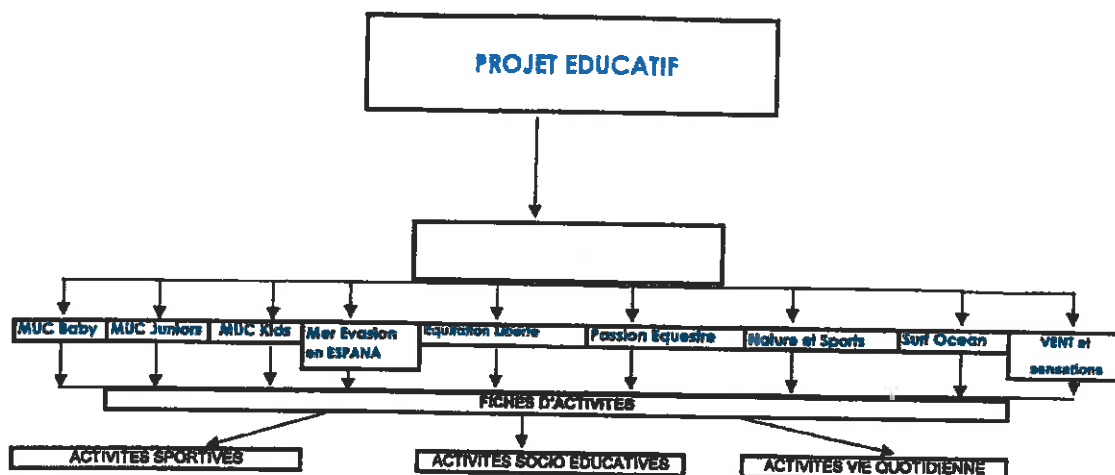 PROJET EDUCATIF
MUC Baby
MUC Juniors
MUC Kids
Mer Evasion
en ESPANA
Equitation Liberte
Passion Equestre
Nature et Sports
Surf Ocean
VENT et
sensations
FICHES D'ACTIVITES
ACTIVITES SPORTIVES
ACTIVITES SOCIO EDUCATIVES
ACTIVITES VIE QUOTIDIENNE